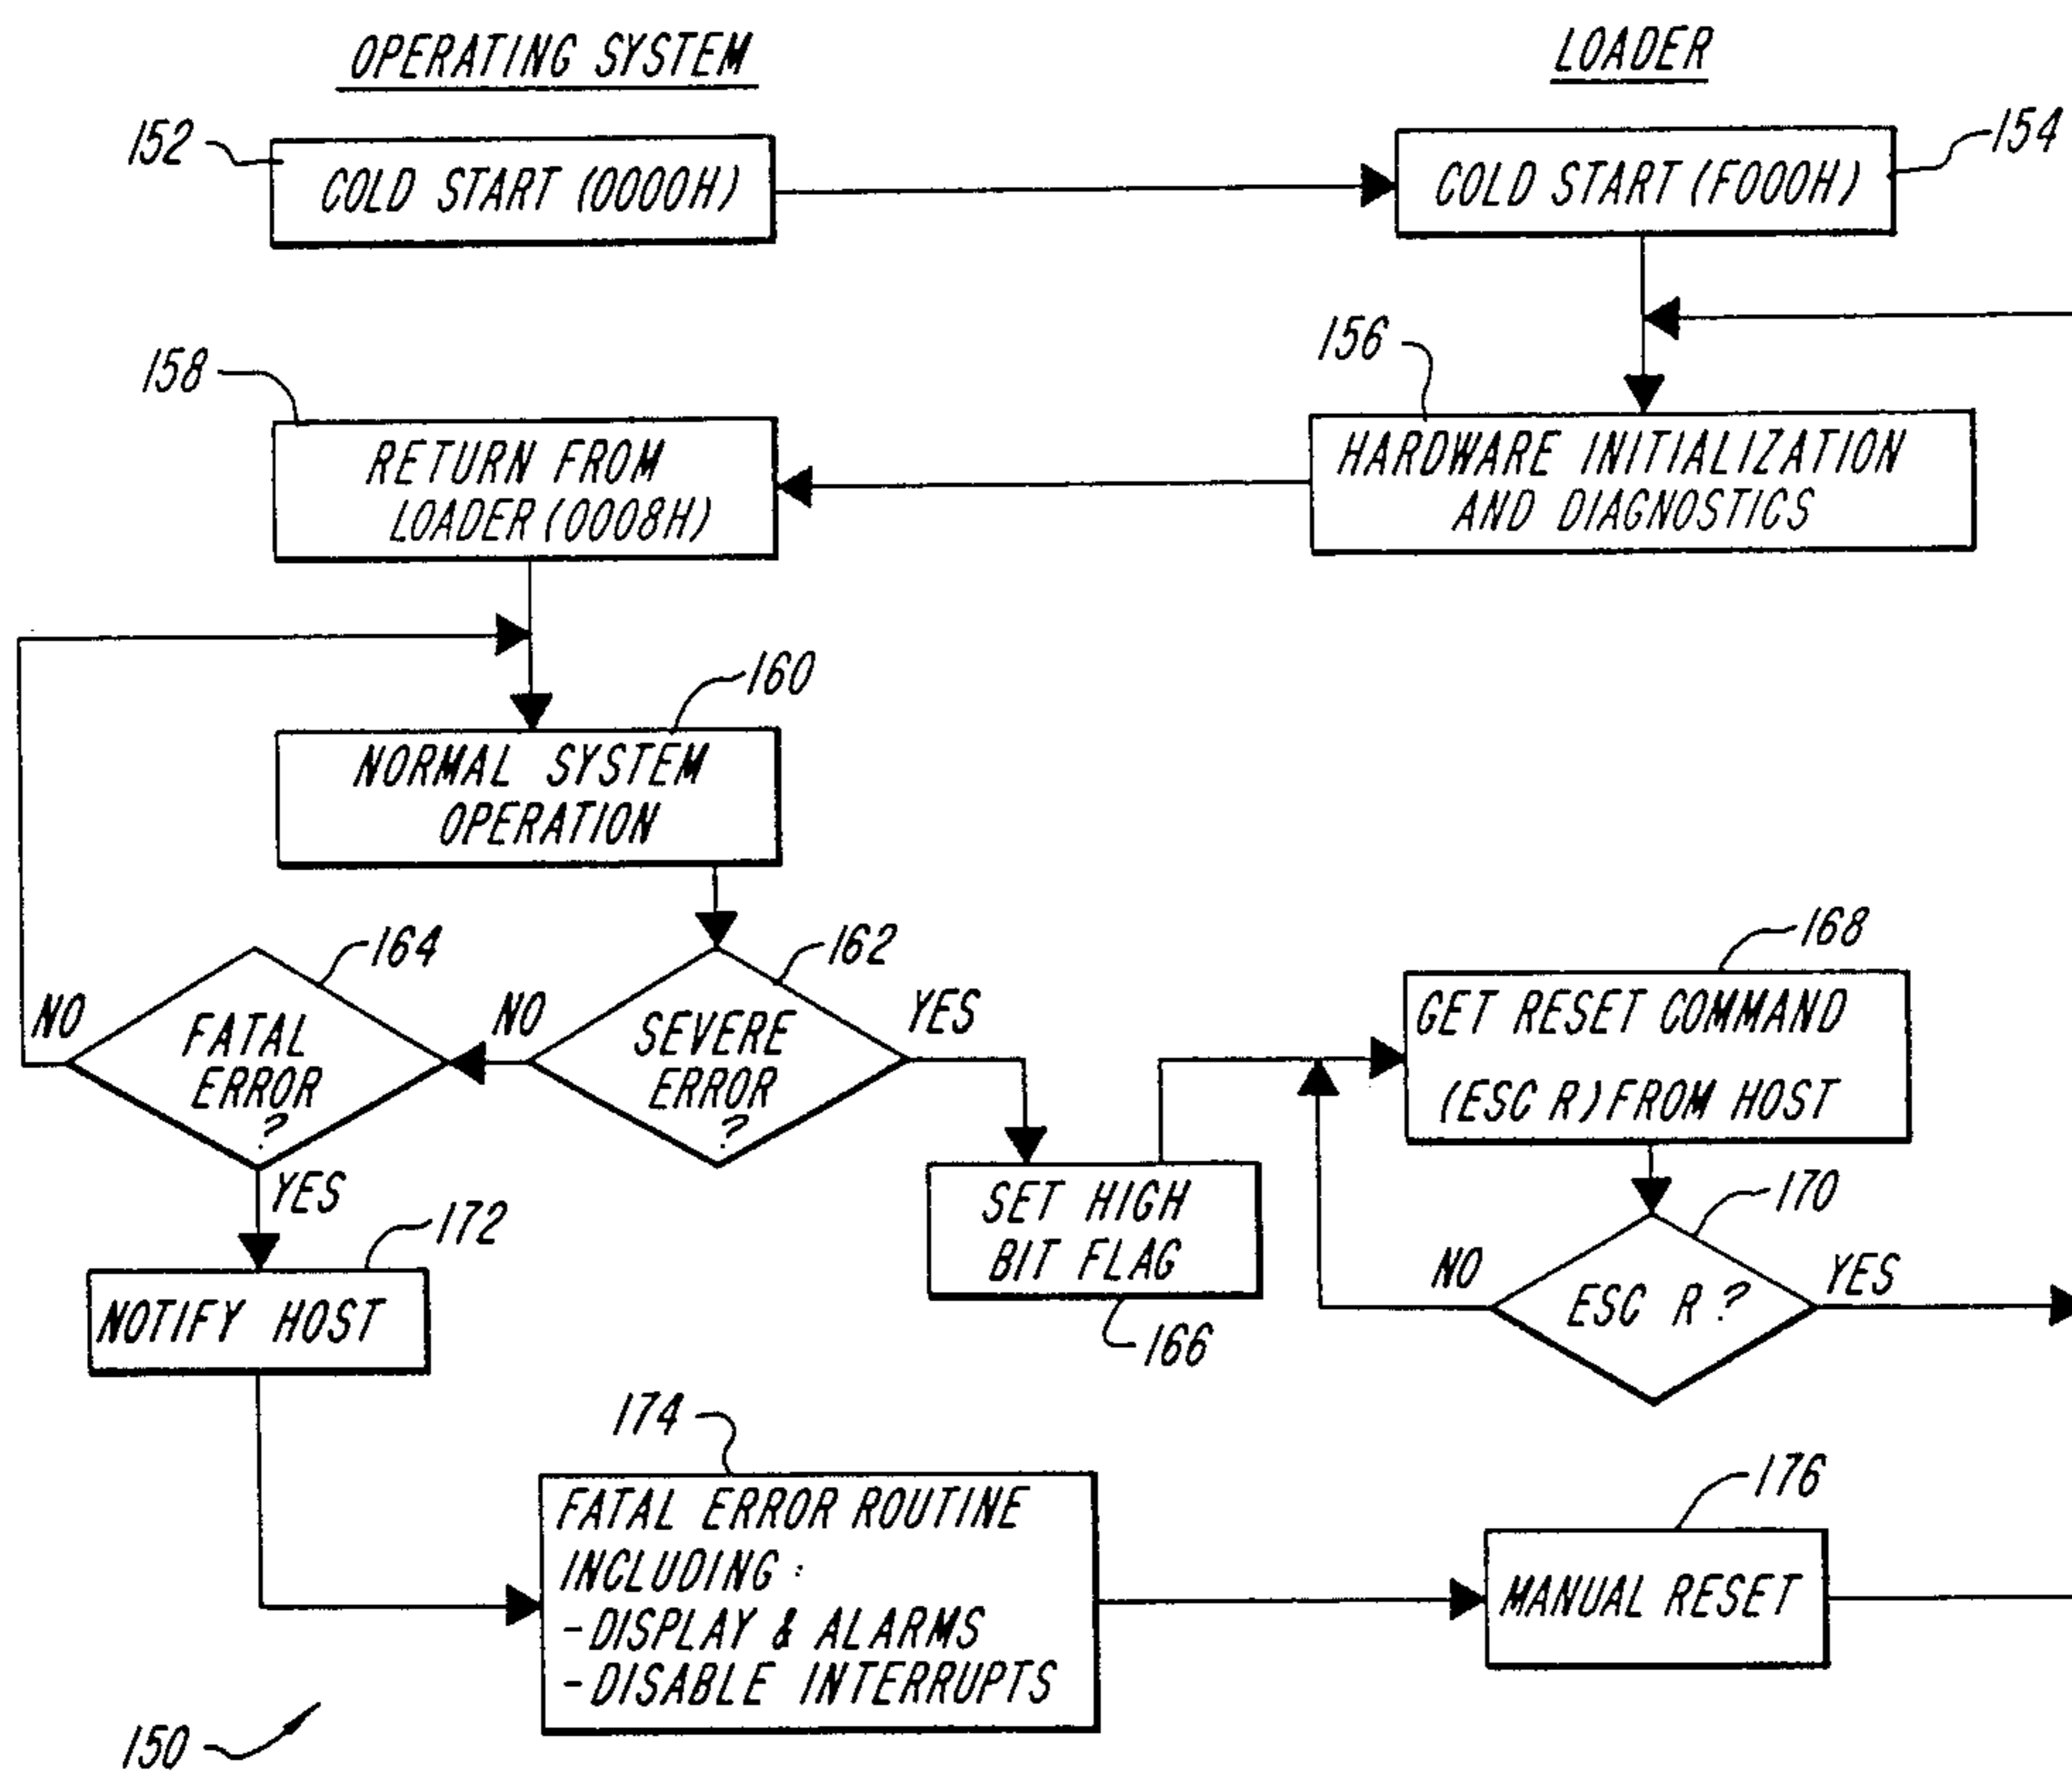 OPERATING SYSTEM
LOADER
152
COLD START (0000H)
COLD START (F000H)
154
158
RETURN FROM
LOADER (0008H)
156
HARDWARE INITIALIZATION
AND DIAGNOSTICS
160
NORMAL SYSTEM
OPERATION
164
NO
FATAL
ERROR
?
YES
162
NO
SEVERE
ERROR
?
YES
168
GET RESET COMMAND
(ESC R) FROM HOST
170
NO
ESC R ?
YES
SET HIGH
BIT FLAG
166
172
NOTIFY HOST
174
FATAL ERROR ROUTINE
INCLUDING :
-DISPLAY & ALARMS
-DISABLE INTERRUPTS
176
MANUAL RESET
150